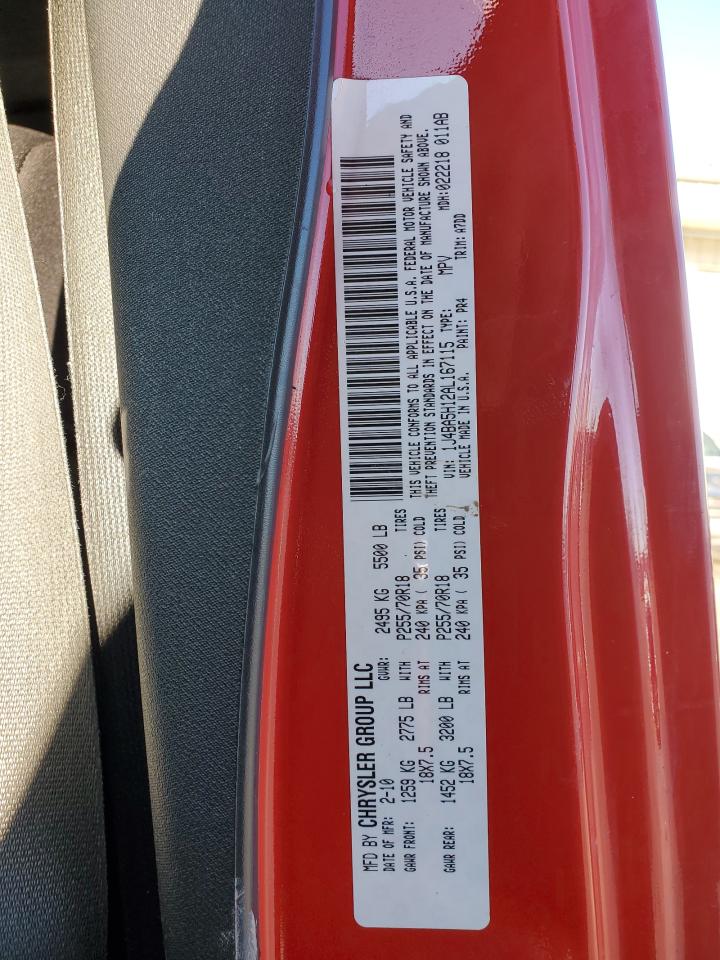 MFD BY CHRYSLER GROUP LLC
DATE OF MFR: 2-10 GVWR: 2495 KG 5500 LB
GAWR FRONT: 1259 KG 2775 LB WITH P255/70R18 TIRES
18X7.5 RIMS AT 240 KPA ( 35 PSI) COLD
GAWR REAR: 1452 KG 3200 LB WITH P255/70R18 TIRES
18X7.5 RIMS AT 240 KPA ( 35 PSI) COLD
THIS VEHICLE CONFORMS TO ALL APPLICABLE U.S.A. FEDERAL MOTOR VEHICLE SAFETY AND
THEFT PREVENTION STANDARDS IN EFFECT ON THE DATE OF MANUFACTURE SHOWN ABOVE.
VIN: 1J4BA5H12AL167115 TYPE: MPV MDH:022218 011AB
VEHICLE MADE IN U.S.A. PAINT: PR4 TRIM: A7DD